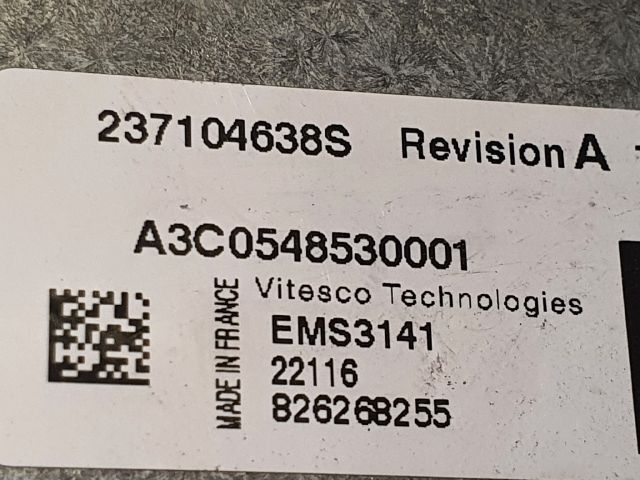 237104638S Revision A
A3C0548530001
Vitesco Technologies
EMS3141
MADE IN FRANCE
22116
826268255